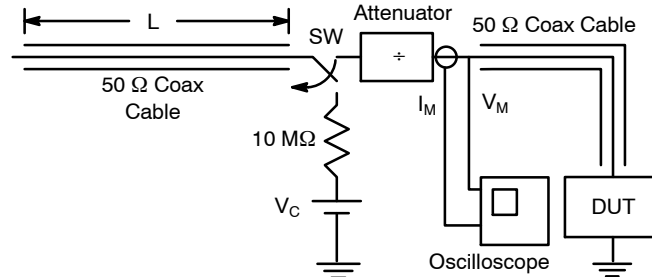 L
SW
Attenuator
÷
50 Ω Coax Cable
50 Ω Coax
Cable
I_M
V_M
10 MΩ
V_C
DUT
Oscilloscope